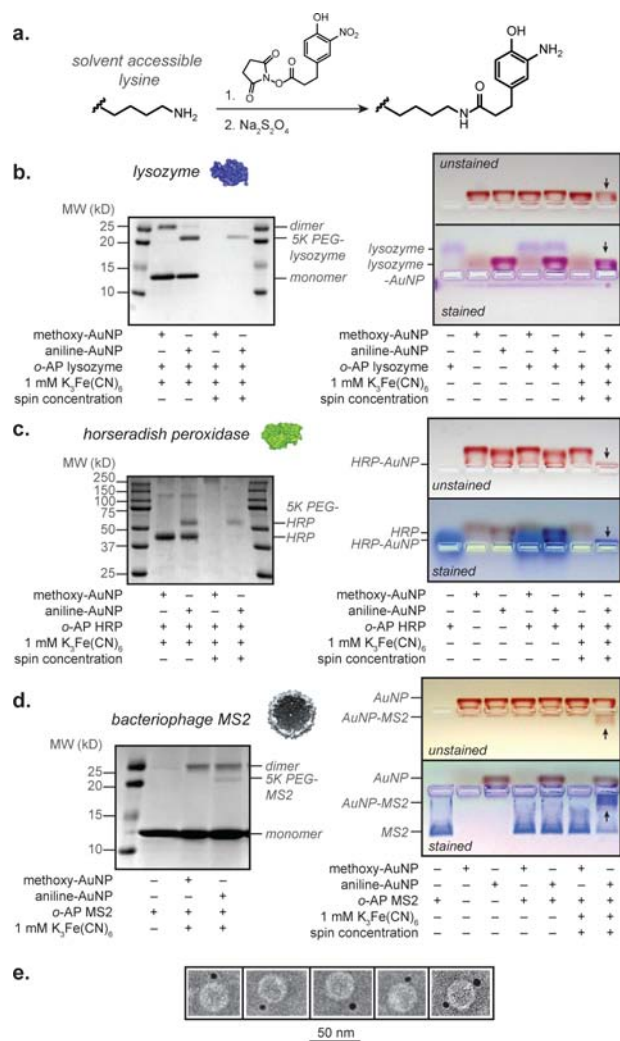 a.
solvent accessible
lysine
NH2
1.
2. Na2S2O4
OH
NO2
O
N
O
O
O
OH
NH2
O
N
H
b.
lysozyme
MW (kD)
25
20
15
10
dimer
5K PEG-
lysozyme
monomer
methoxy-AuNP + – + –
aniline-AuNP – + – +
o-AP lysozyme + + + +
1 mM K3Fe(CN)6 + + + +
spin concentration – – + +
unstained
lysozyme
lysozyme
-AuNP
stained
methoxy-AuNP – + – + – + –
aniline-AuNP – – + – + – +
o-AP lysozyme + – – + + + +
1 mM K3Fe(CN)6 – – – – – + +
spin concentration – – – – – + +
c.
horseradish peroxidase
MW (kD)
250
150
100
75
50
37
25
5K PEG-
HRP
HRP
methoxy-AuNP + – + –
aniline-AuNP – + – +
o-AP HRP + + + +
1 mM K3Fe(CN)6 + + + +
spin concentration – – + +
HRP-AuNP
unstained
HRP
HRP-AuNP
stained
methoxy-AuNP – + – + – + –
aniline-AuNP – – + – + – +
o-AP HRP + – – + + + +
1 mM K3Fe(CN)6 – – – – – + +
spin concentration – – – – – + +
d.
bacteriophage MS2
MW (kD)
25
20
15
10
dimer
5K PEG-
MS2
monomer
methoxy-AuNP – + –
aniline-AuNP – – +
o-AP MS2 + + +
1 mM K3Fe(CN)6 – + +
AuNP
AuNP-MS2
unstained
AuNP
AuNP-MS2
MS2
stained
methoxy-AuNP – + – + – + –
aniline-AuNP – – + – + – +
o-AP MS2 + – – + + + +
1 mM K3Fe(CN)6 – – – – – + +
spin concentration – – – – – + +
e.
50 nm